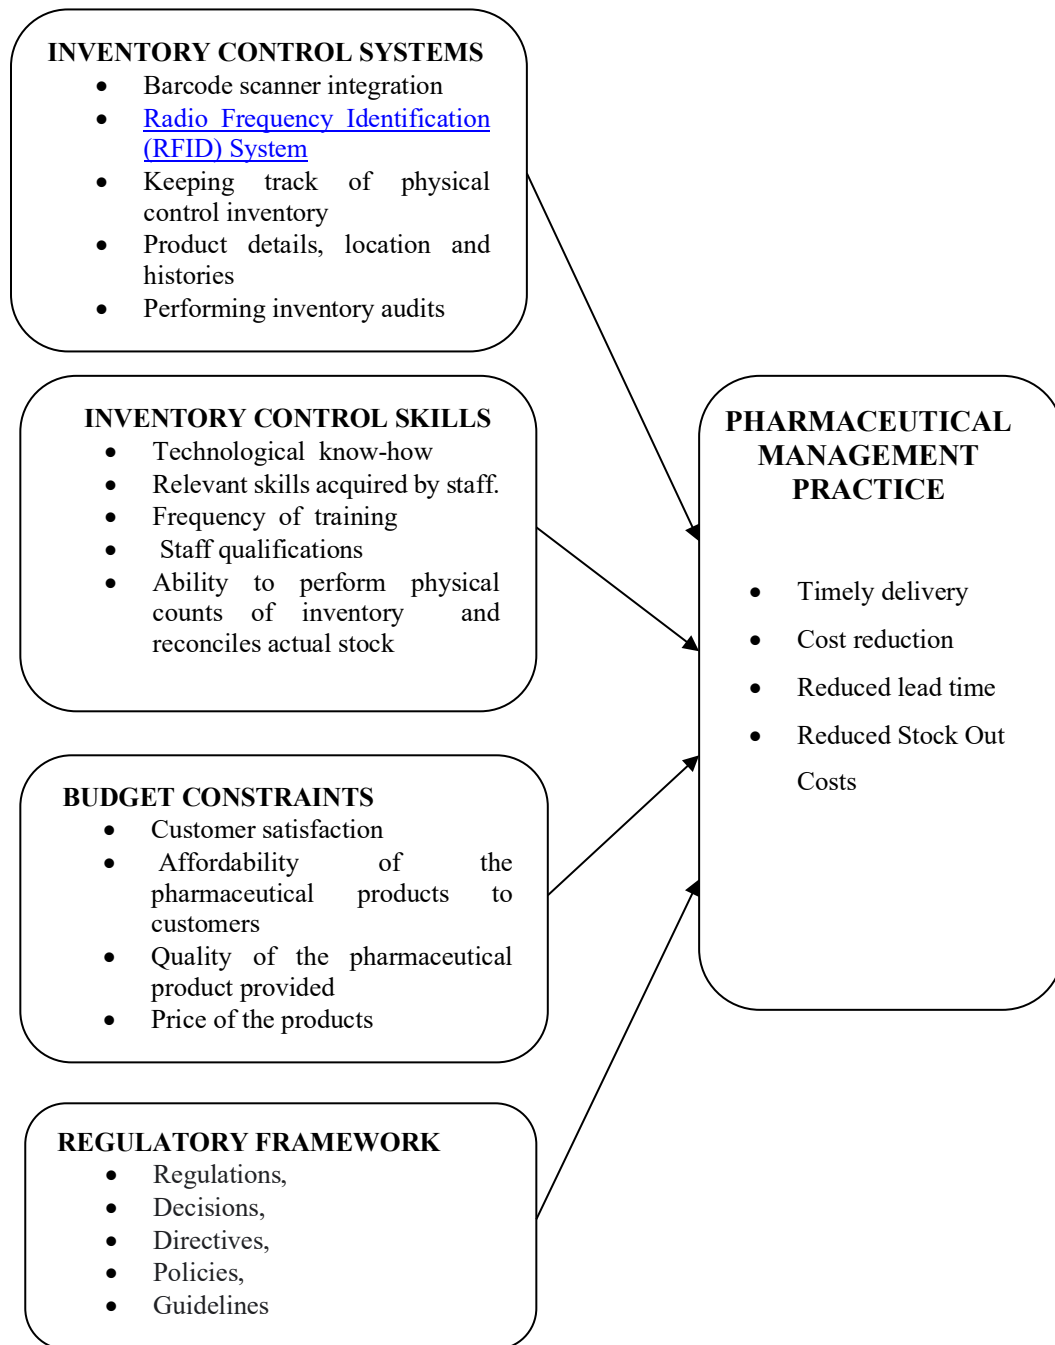 INVENTORY CONTROL SYSTEMS
• Barcode scanner integration
• Radio Frequency Identification
(RFID) System
• Keeping track of physical
control inventory
• Product details, location and
histories
• Performing inventory audits
INVENTORY CONTROL SKILLS
• Technological know-how
• Relevant skills acquired by staff.
• Frequency of training
• Staff qualifications
• Ability to perform physical
counts of inventory and
reconciles actual stock
BUDGET CONSTRAINTS
• Customer satisfaction
• Affordability of the
pharmaceutical products to
customers
• Quality of the pharmaceutical
product provided
• Price of the products
REGULATORY FRAMEWORK
• Regulations,
• Decisions,
• Directives,
• Policies,
• Guidelines
PHARMACEUTICAL
MANAGEMENT
PRACTICE
• Timely delivery
• Cost reduction
• Reduced lead time
• Reduced Stock Out
Costs